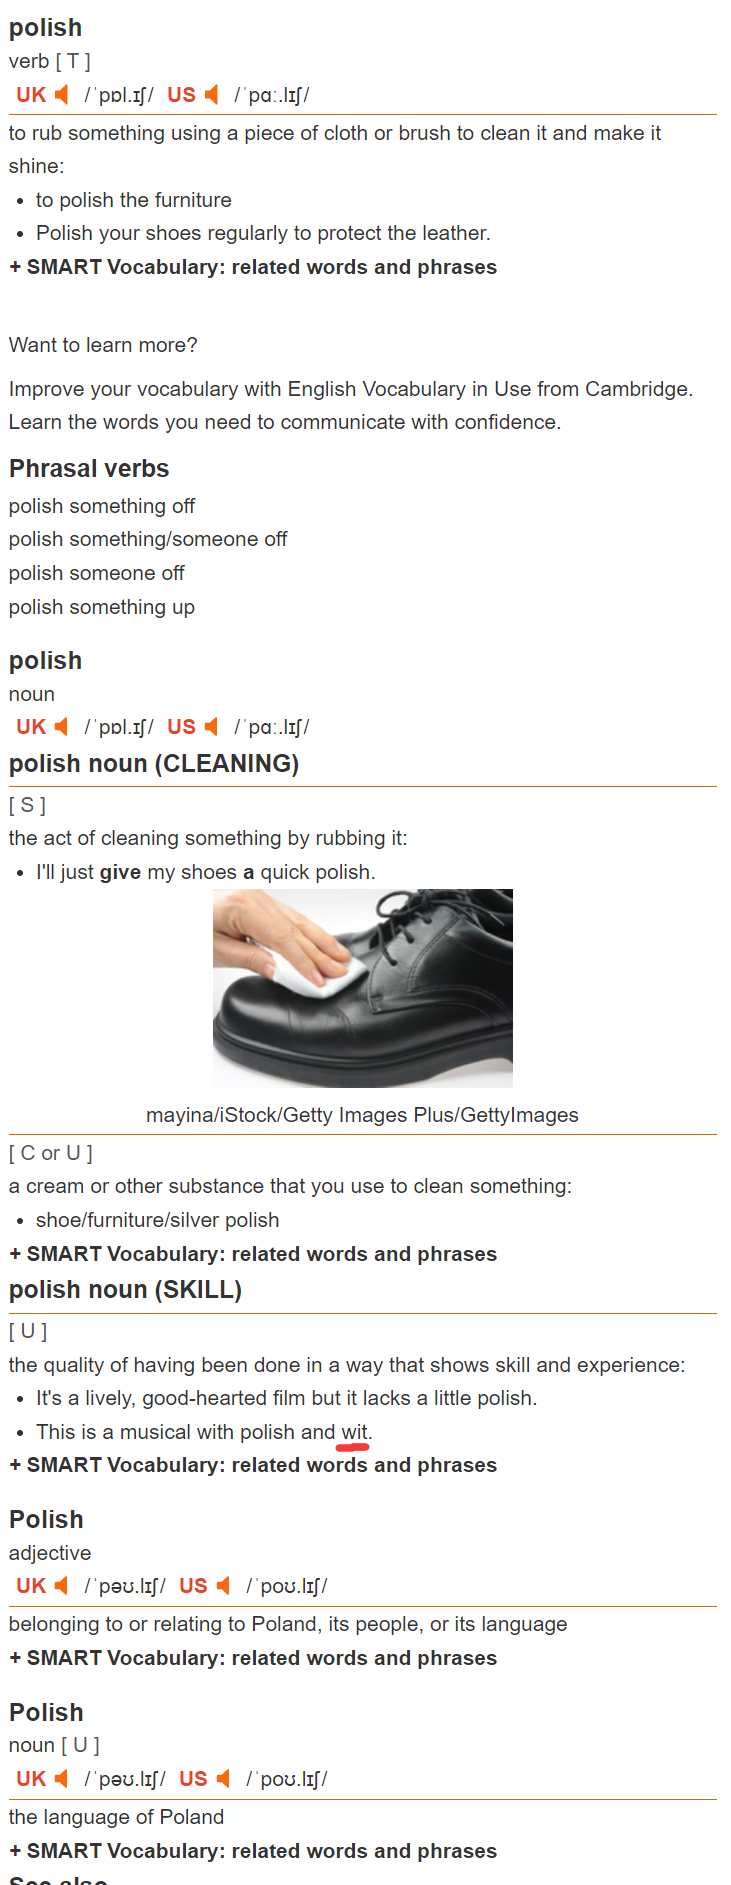 polish
verb [ T ]
UK /ˈpɒl.ɪʃ/ US /ˈpɑː.lɪʃ/
to rub something using a piece of cloth or brush to clean it and make it
shine:
• to polish the furniture
• Polish your shoes regularly to protect the leather.
+ SMART Vocabulary: related words and phrases
Want to learn more?
Improve your vocabulary with English Vocabulary in Use from Cambridge.
Learn the words you need to communicate with confidence.
Phrasal verbs
polish something off
polish something/someone off
polish someone off
polish something up
polish
noun
UK /ˈpɒl.ɪʃ/ US /ˈpɑː.lɪʃ/
polish noun (CLEANING)
[ S ]
the act of cleaning something by rubbing it:
• I'll just give my shoes a quick polish.
mayina/iStock/Getty Images Plus/GettyImages
[ C or U ]
a cream or other substance that you use to clean something:
• shoe/furniture/silver polish
+ SMART Vocabulary: related words and phrases
polish noun (SKILL)
[ U ]
the quality of having been done in a way that shows skill and experience:
• It's a lively, good-hearted film but it lacks a little polish.
• This is a musical with polish and wit.
+ SMART Vocabulary: related words and phrases
Polish
adjective
UK /ˈpəʊ.lɪʃ/ US /ˈpoʊ.lɪʃ/
belonging to or relating to Poland, its people, or its language
+ SMART Vocabulary: related words and phrases
Polish
noun [ U ]
UK /ˈpəʊ.lɪʃ/ US /ˈpoʊ.lɪʃ/
the language of Poland
+ SMART Vocabulary: related words and phrases
See also